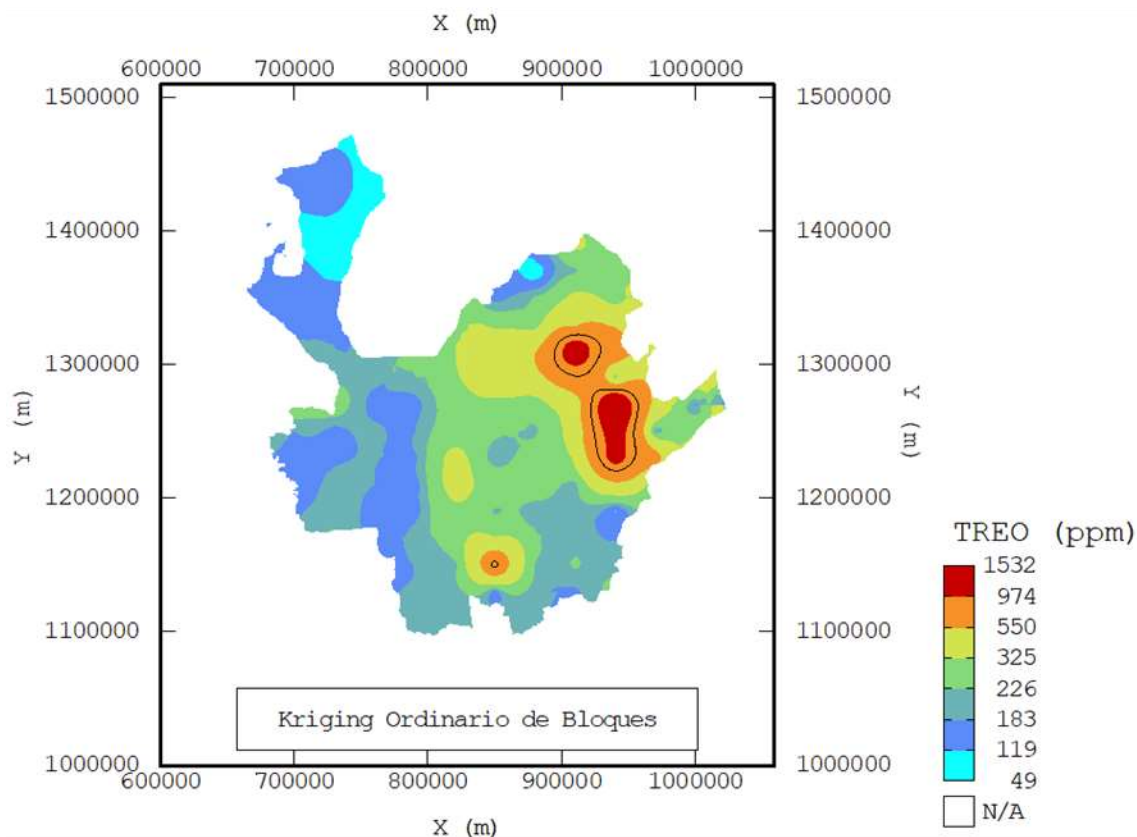 X (m)
600000 700000 800000 900000 1000000
1500000 1500000
1400000 1400000
1300000 1300000
Y (m) Y (m)
1200000 1200000
1100000 1100000
Kriging Ordinario de Bloques
1000000 1000000
600000 700000 800000 900000 1000000
X (m)
TREO (ppm)
1532
974
550
325
226
183
119
49
N/A